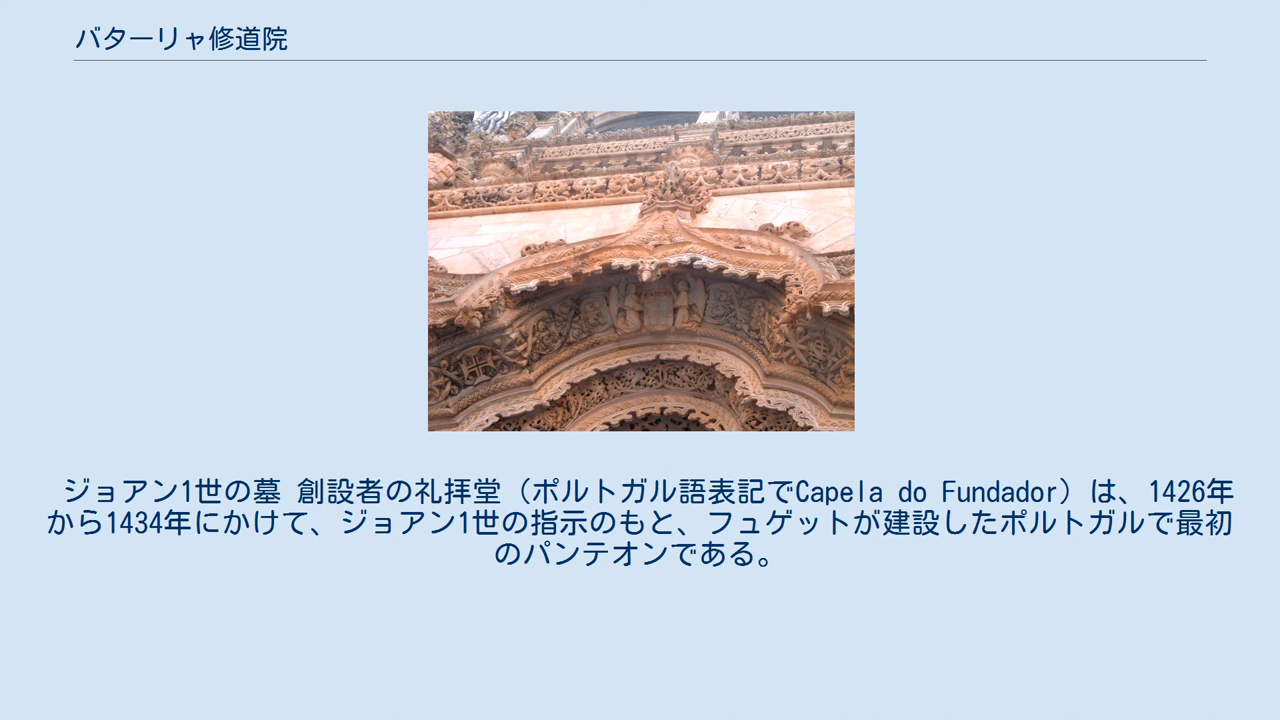 バターリャ修道院
ジョアン1世の墓 創設者の礼拝堂（ポルトガル語表記でCapela do Fundador）は、1426年
から1434年にかけて、ジョアン1世の指示のもと、フュゲットが建設したポルトガルで最初
のパンテオンである。